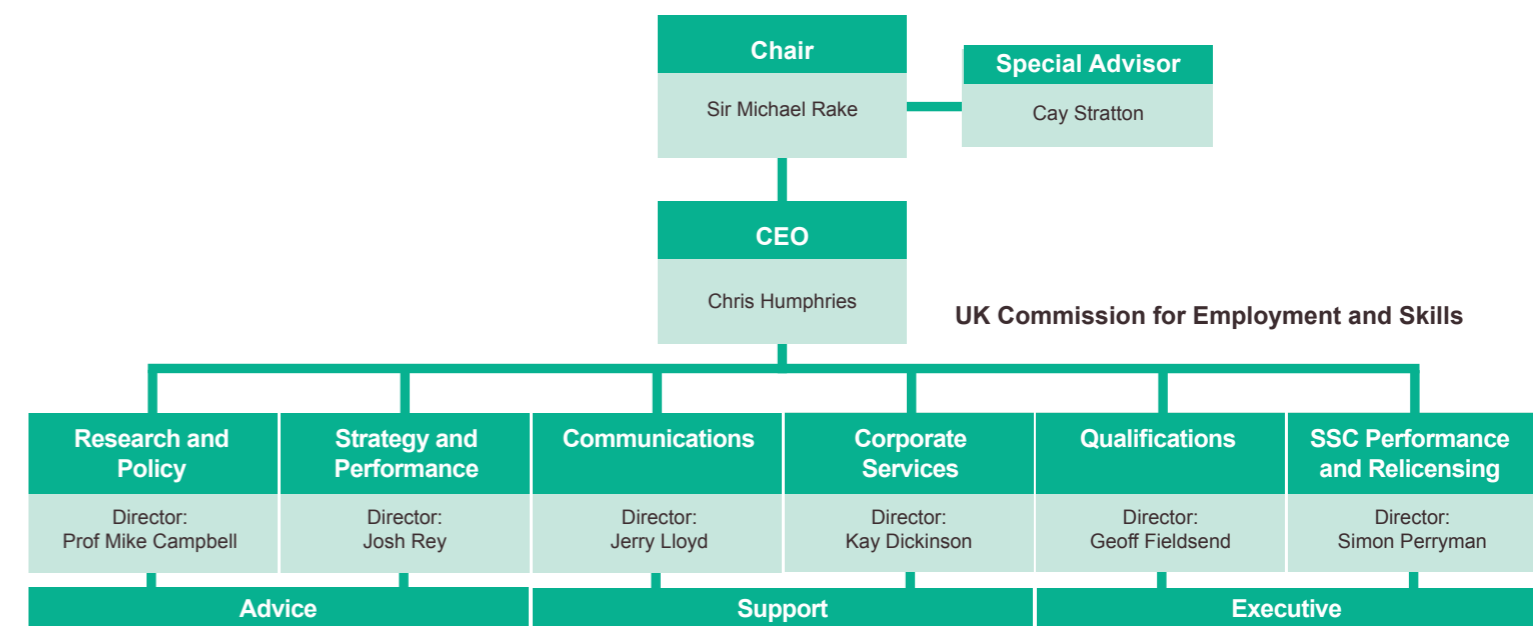 Chair
Sir Michael Rake
Special Advisor
Cay Stratton
CEO
Chris Humphries
UK Commission for Employment and Skills
Research and
Policy
Director:
Prof Mike Campbell
Strategy and
Performance
Director:
Josh Rey
Communications
Director:
Jerry Lloyd
Corporate
Services
Director:
Kay Dickinson
Qualifications
Director:
Geoff Fieldsend
SSC Performance
and Relicensing
Director:
Simon Perryman
Advice
Support
Executive